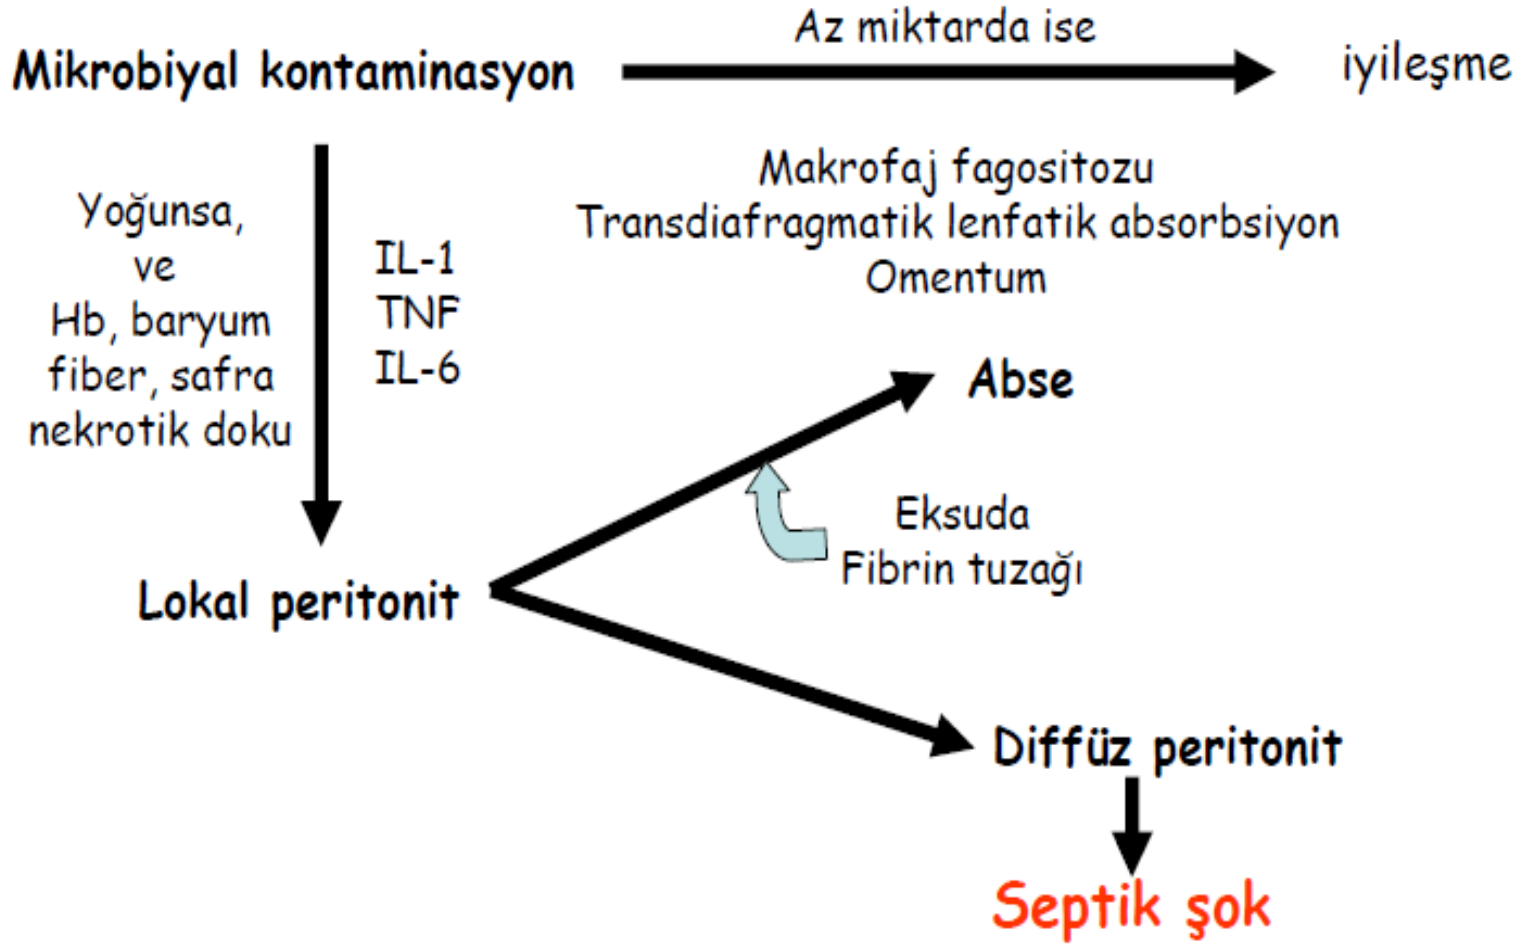 Az miktarda ise
Mikrobiyal kontaminasyon
iyileşme
Makrofaj fagositozu
Transdiafragmatik lenfatik absorbsiyon
Omentum
Yoğunsa,
ve
Hb, baryum
fiber, safra
nekrotik doku
IL-1
TNF
IL-6
Abse
Eksuda
Fibrin tuzağı
Lokal peritonit
Diffüz peritonit
Septik şok